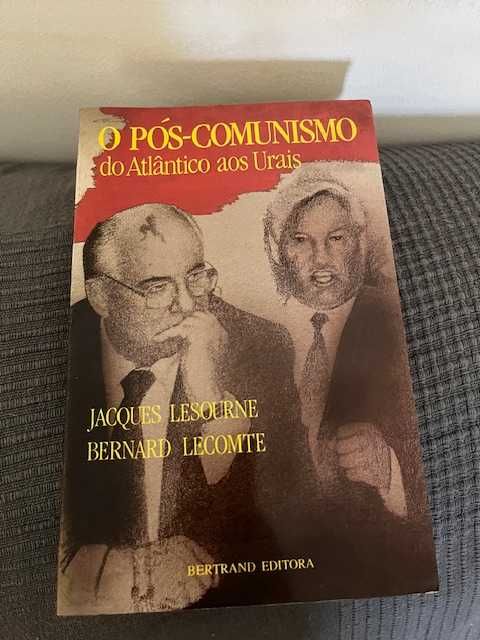 O PÓS-COMUNISMO
do Atlântico aos Urais
JACQUES LESOURNE
BERNARD LECOMTE
BERTRAND EDITORA